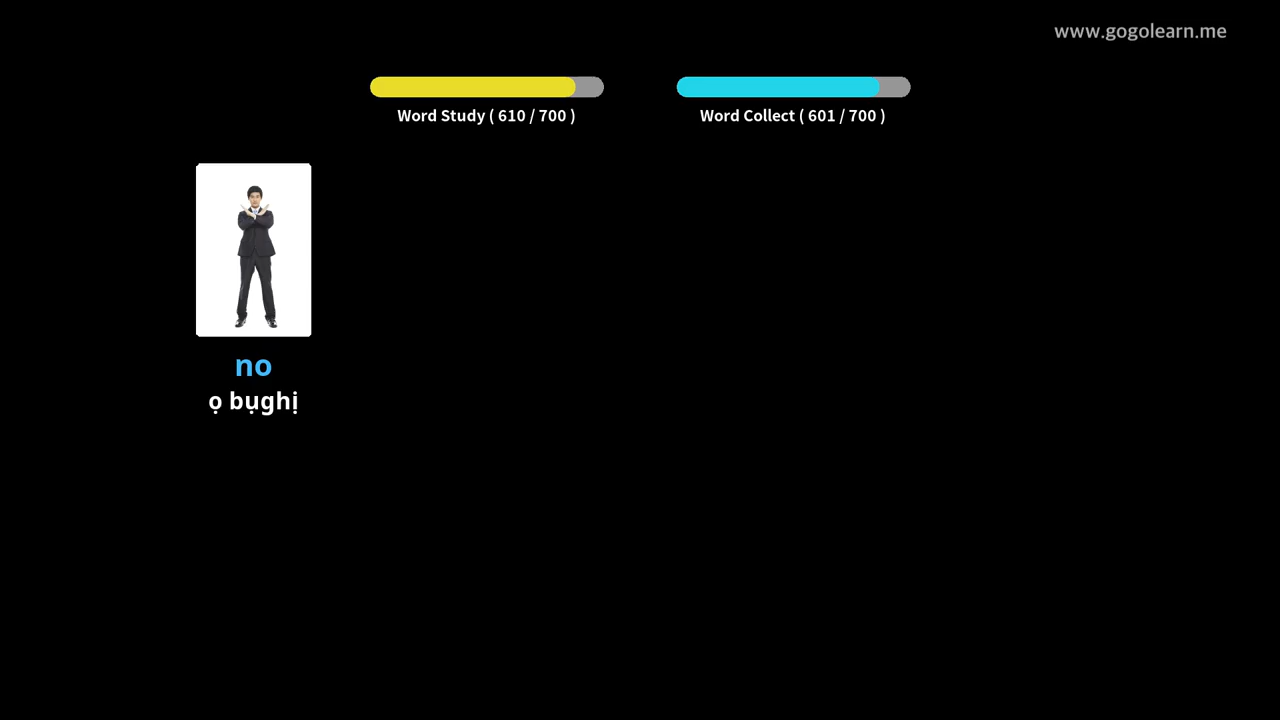 www.gogolearn.me
Word Study ( 610 / 700 )
Word Collect ( 601 / 700 )
no
ọ bụghị